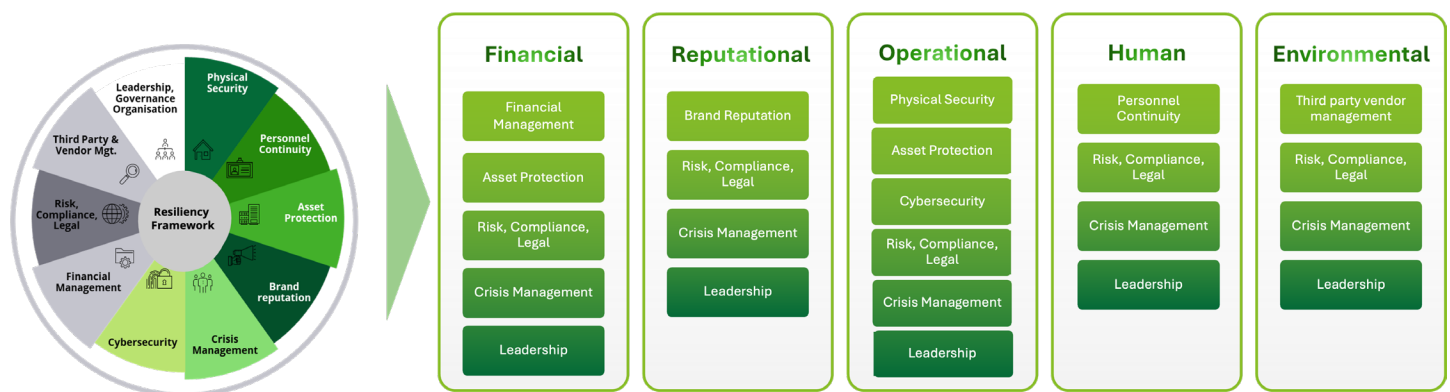 Physical
Security
Personnel
Continuity
Asset
Protection
Brand
reputation
Crisis
Management
Cybersecurity
Financial
Management
Risk,
Compliance,
Legal
Third Party &
Vendor Mgt.
Leadership,
Governance
Organisation
Resiliency
Framework
Financial
Financial
Management
Asset Protection
Risk, Compliance,
Legal
Crisis Management
Leadership
Reputational
Brand Reputation
Risk, Compliance,
Legal
Crisis Management
Leadership
Operational
Physical Security
Asset Protection
Cybersecurity
Risk, Compliance,
Legal
Crisis Management
Leadership
Human
Personnel
Continuity
Risk, Compliance,
Legal
Crisis Management
Leadership
Environmental
Third party vendor
management
Risk, Compliance,
Legal
Crisis Management
Leadership